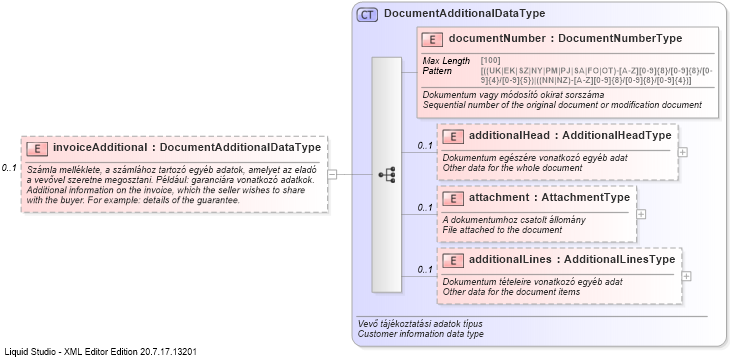 CT DocumentAdditionalDataType
E documentNumber : DocumentNumberType
Max Length [100]
Pattern [((UK|EK|SZ|NY|PM|PJ|SA|FO|OT)-[A-Z][0-9]{8}/[0-9]{8}/[0-
9]{4}/[0-9]{5})|((NN|NZ)-[A-Z][0-9]{8}/[0-9]{8}/[0-9]{4})]
Dokumentum vagy módosító okirat sorszáma
Sequential number of the original document or modification document
0..1
E additionalHead : AdditionalHeadType
Dokumentum egészére vonatkozó egyéb adat
Other data for the whole document
0..1
E invoiceAdditional : DocumentAdditionalDataType
Számla melléklete, a számlához tartozó egyéb adatok, amelyet az eladó
a vevővel szeretne megosztani. Például: garanciára vonatkozó adatkok.
Additional information on the invoice, which the seller wishes to share
with the buyer. For example: details of the guarantee.
0..1
E attachment : AttachmentType
A dokumentumhoz csatolt állomány
File attached to the document
0..1
E additionalLines : AdditionalLinesType
Dokumentum tételeire vonatkozó egyéb adat
Other data for the document items
Vevő tájékoztatási adatok típus
Customer information data type
Liquid Studio - XML Editor Edition 20.7.17.13201